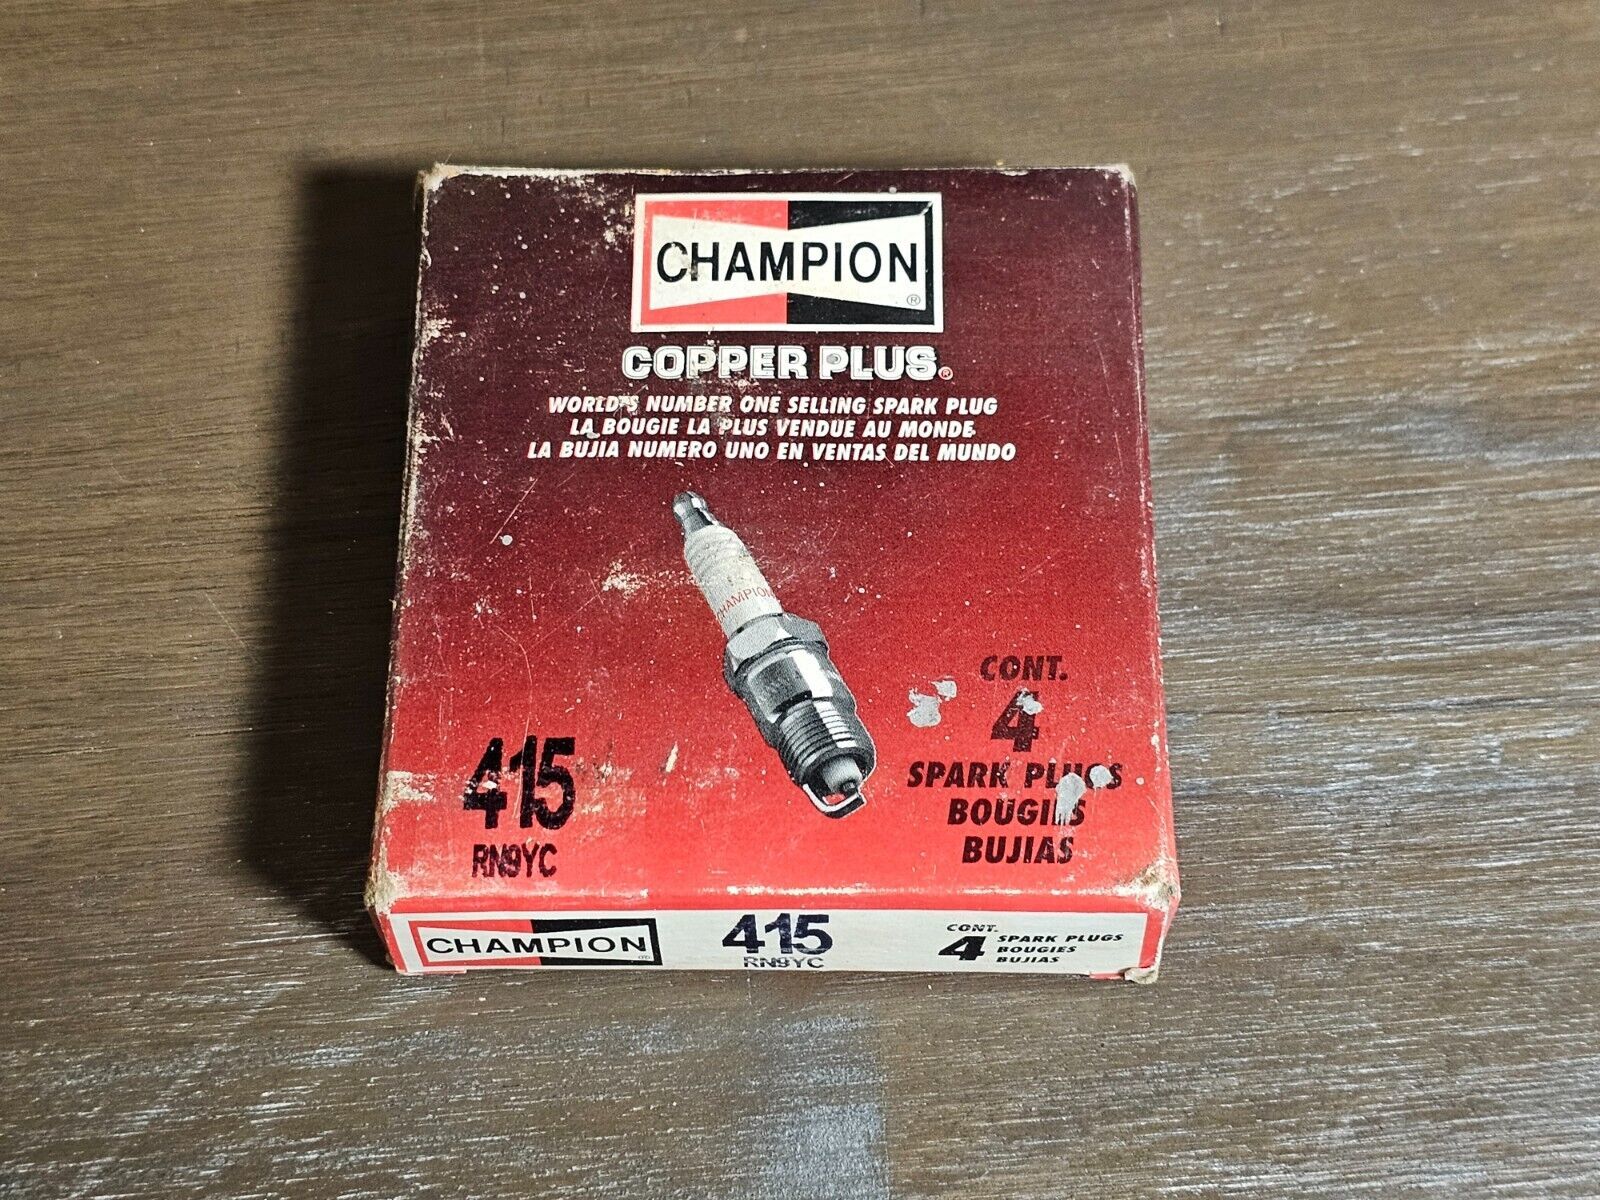 CHAMPION
®
COPPER PLUS®
WORLD'S NUMBER ONE SELLING SPARK PLUG
LA BOUGIE LA PLUS VENDUE AU MONDE
LA BUJIA NUMERO UNO EN VENTAS DEL MUNDO
CHAMPION
CONT.
4
SPARK PLUGS
BOUGIES
BUJIAS
415
RN9YC
CHAMPION
®
415
RN9YC
CONT.
4
SPARK PLUGS
BOUGIES
BUJIAS